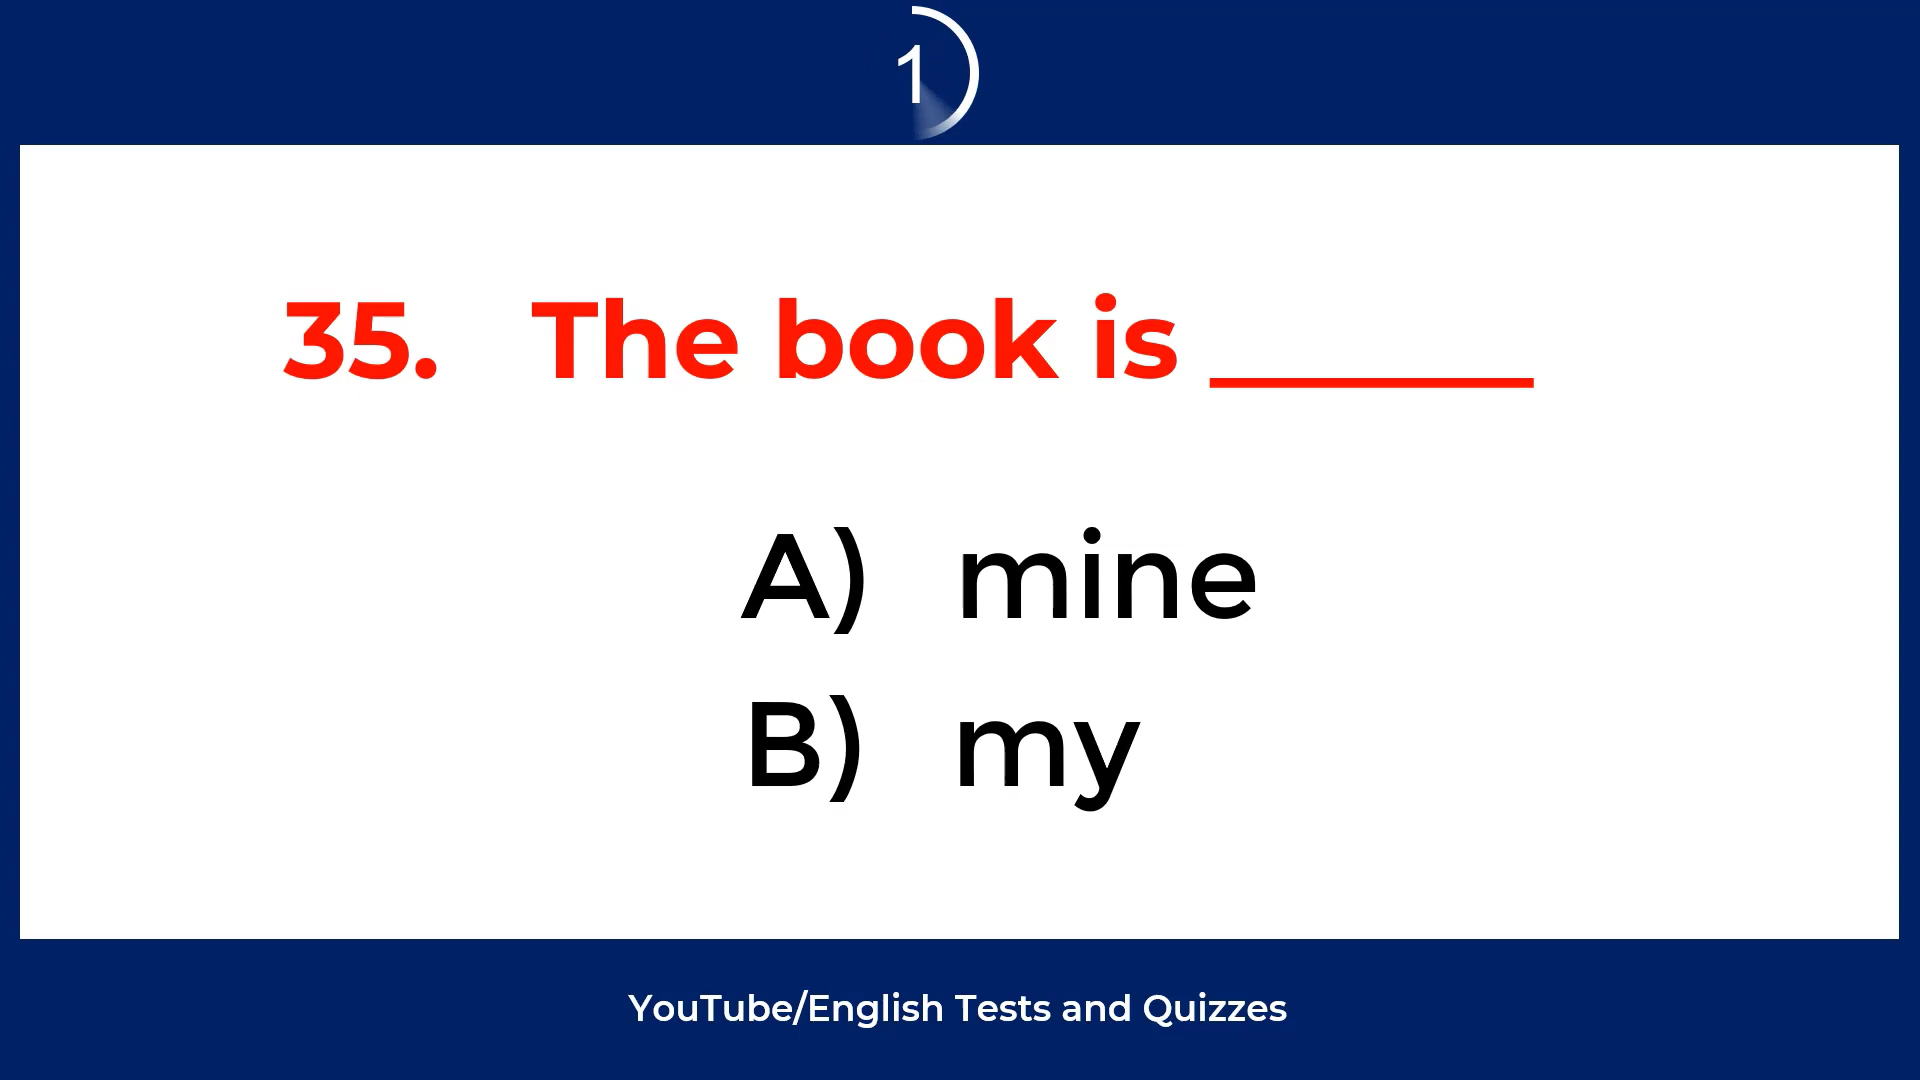 1
35. The book is ______
A) mine
B) my
YouTube/English Tests and Quizzes